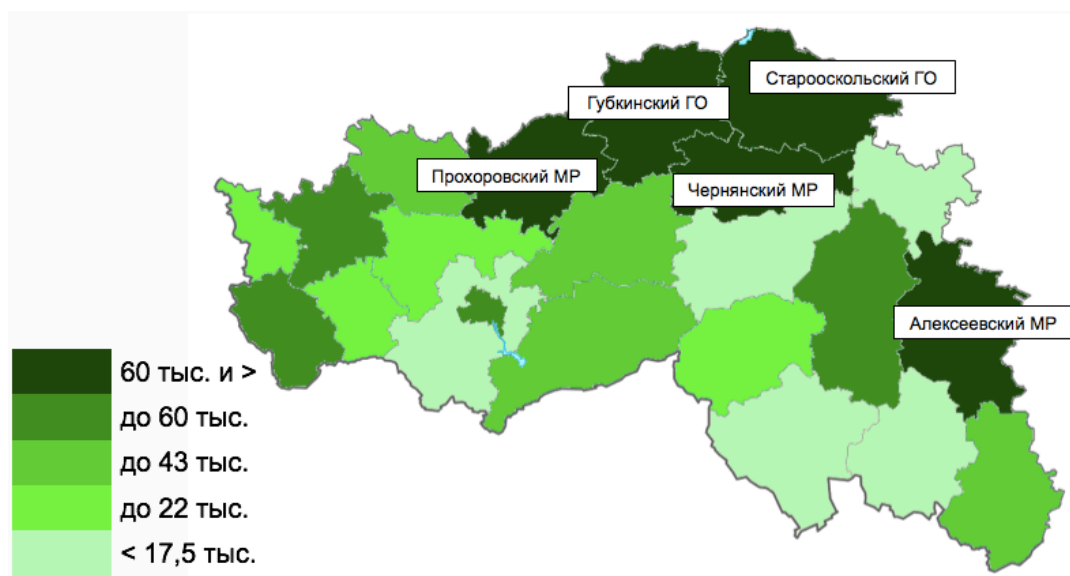 Старооскольский ГО
Губкинский ГО
Прохоровский МР
Чернянский МР
Алексеевский МР
60 тыс. и >
до 60 тыс.
до 43 тыс.
до 22 тыс.
< 17,5 тыс.